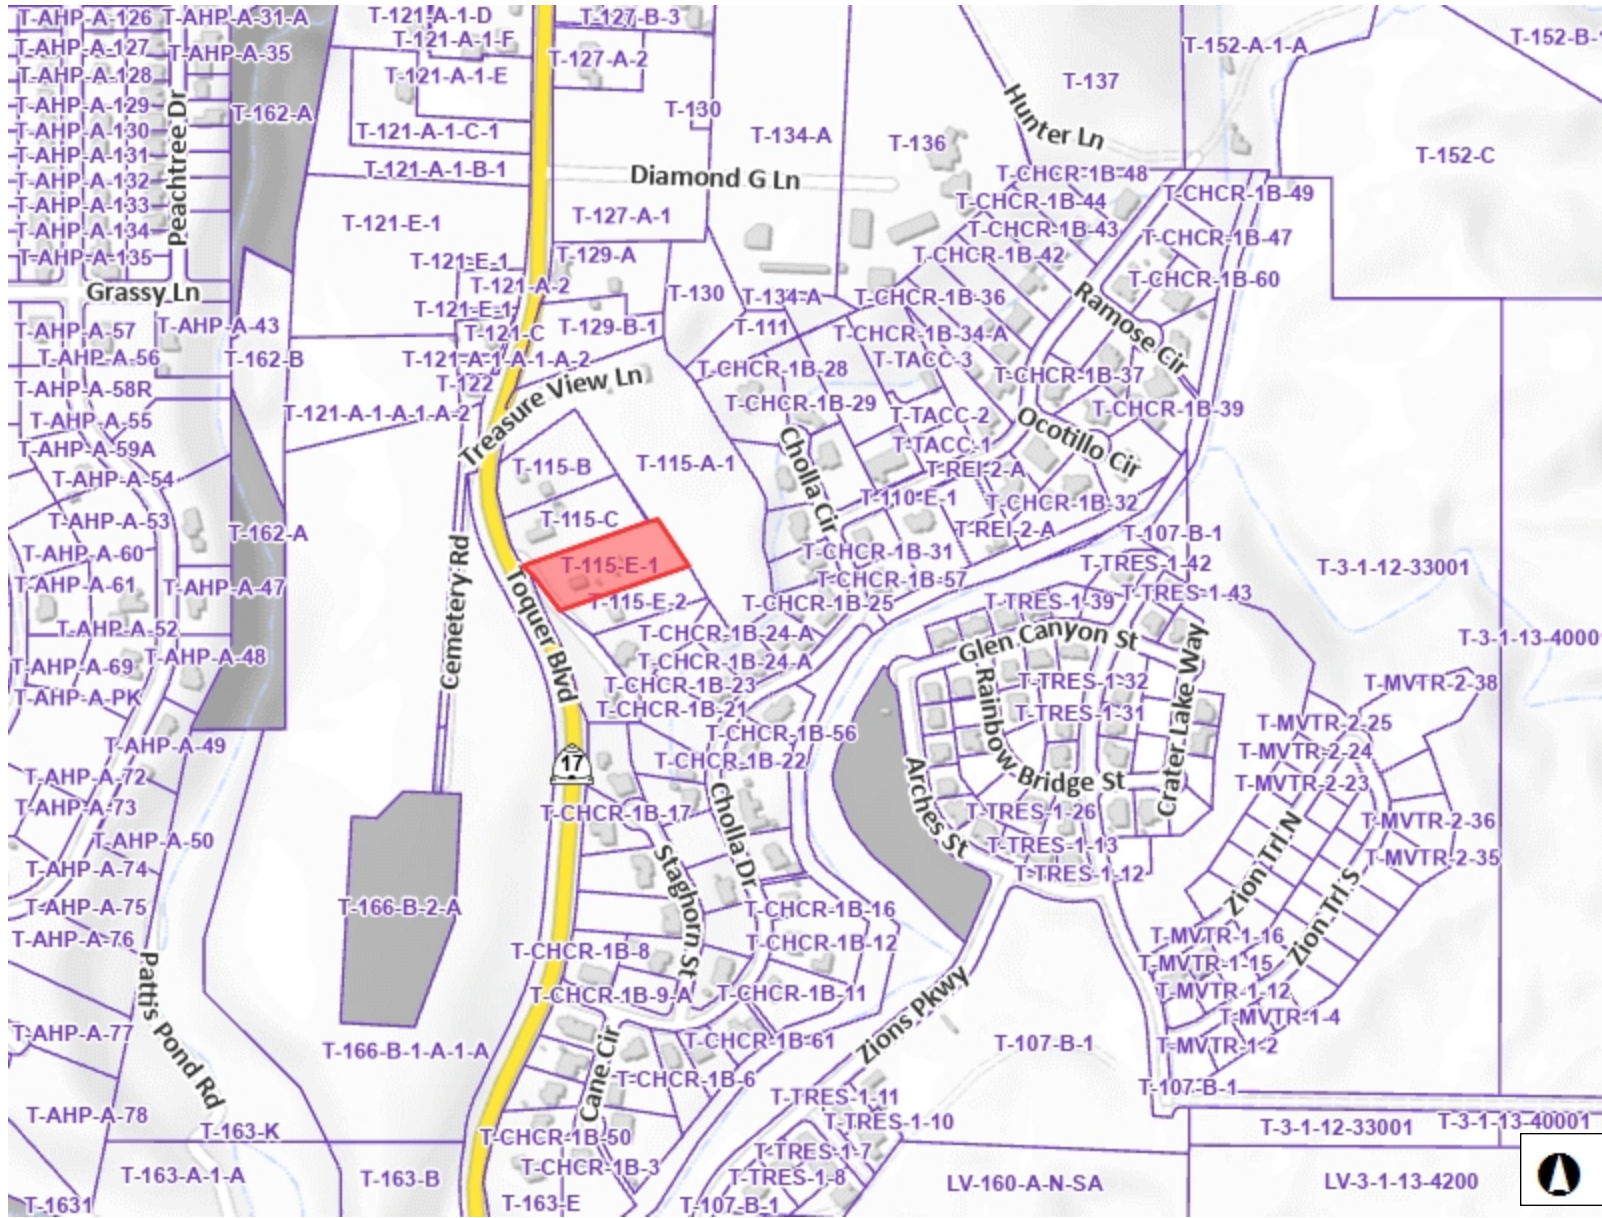 T-AHP-A-126
T-AHP-A-31-A
T-121-A-1-D
T-127-B-3
T-121-A-1-F
T-152-A-1-A
T-152-B-
T-AHP-A-127
T-AHP-A-35
T-127-A-2
T-AHP-A-128
T-121-A-1-E
T-137
T-AHP-A-129
T-162-A
T-130
Peachtree Dr
Hunter Ln
T-AHP-A-130
T-121-A-1-C-1
T-134-A
T-136
T-AHP-A-131
T-152-C
T-121-A-1-B-1
T-CHCR-1B-48
T-AHP-A-132
Diamond G Ln
T-CHCR-1B-49
T-AHP-A-133
T-CHCR-1B-44
T-121-E-1
T-127-A-1
T-AHP-A-134
T-CHCR-1B-43
T-CHCR-1B-47
T-AHP-A-135
T-121-E-1
T-129-A
T-CHCR-1B-42
T-CHCR-1B-60
Grassy Ln
T-121-A-2
T-130
T-134-A
T-CHCR-1B-36
T-121-E-1
Ramose Cir
T-AHP-A-57
T-AHP-A-43
T-121-C
T-129-B-1
T-111
T-CHCR-1B-34-A
T-AHP-A-56
T-162-B
T-121-A-1-A-1-A-2
T-TACC-3
T-122
Treasure View Ln
T-CHCR-1B-28
T-CHCR-1B-37
T-AHP-A-58R
T-CHCR-1B-29
T-CHCR-1B-39
T-AHP-A-55
T-121-A-1-A-1-A-2
T-TACC-2
Ocotillo Cir
T-AHP-A-59A
T-TACC-1
T-115-B
T-115-A-1
Cholla Cir
T-REI-2-A
T-AHP-A-54
T-110-E-1
T-CHCR-1B-32
T-AHP-A-53
T-162-A
T-115-C
T-REI-2-A
T-107-B-1
T-AHP-A-60
T-CHCR-1B-31
T-115-E-1
T-TRES-1-42
T-3-1-12-33001
T-AHP-A-61
T-AHP-A-47
Cemetery Rd
T-CHCR-1B-57
T-TRES-1-43
T-115-E-2
T-CHCR-1B-25
T-TRES-1-39
T-AHP-A-52
Toquer Blvd
T-CHCR-1B-24-A
Glen Canyon St
T-3-1-13-4000
T-AHP-A-69
T-AHP-A-48
T-CHCR-1B-24-A
T-CHCR-1B-23
T-TRES-1-32
Crater Lake Way
T-MVTR-2-38
T-AHP-A-PK
T-CHCR-1B-21
T-TRES-1-31
Rainbow Bridge St
T-MVTR-2-25
T-AHP-A-49
T-CHCR-1B-56
T-MVTR-2-24
17
T-CHCR-1B-22
T-AHP-A-72
T-MVTR-2-23
T-AHP-A-73
T-CHCR-1B-17
Cholla Dr
Arches St
T-TRES-1-26
T-MVTR-2-36
T-AHP-A-50
T-TRES-1-13
T-MVTR-2-35
T-AHP-A-74
T-TRES-1-12
Staghorn St
Zion Trl N
T-AHP-A-75
T-166-B-2-A
T-CHCR-1B-16
Zion Trl S
T-AHP-A-76
T-CHCR-1B-8
T-CHCR-1B-12
T-MVTR-1-16
T-MVTR-1-15
T-CHCR-1B-9-A
T-CHCR-1B-11
T-MVTR-1-12
Pattis Pond Rd
Zions Pkwy
T-MVTR-1-4
T-AHP-A-77
T-CHCR-1B-61
T-107-B-1
T-MVTR-1-2
T-166-B-1-A-1-A
Cane Cir
T-CHCR-1B-6
T-107-B-1
T-AHP-A-78
T-TRES-1-11
T-163-K
T-CHCR-1B-50
T-TRES-1-10
T-3-1-12-33001
T-3-1-13-40001
T-TRES-1-7
T-163-A-1-A
T-163-B
T-CHCR-1B-3
T-TRES-1-8
LV-160-A-N-SA
LV-3-1-13-4200
T-1631
T-163-E
T-107-B-1